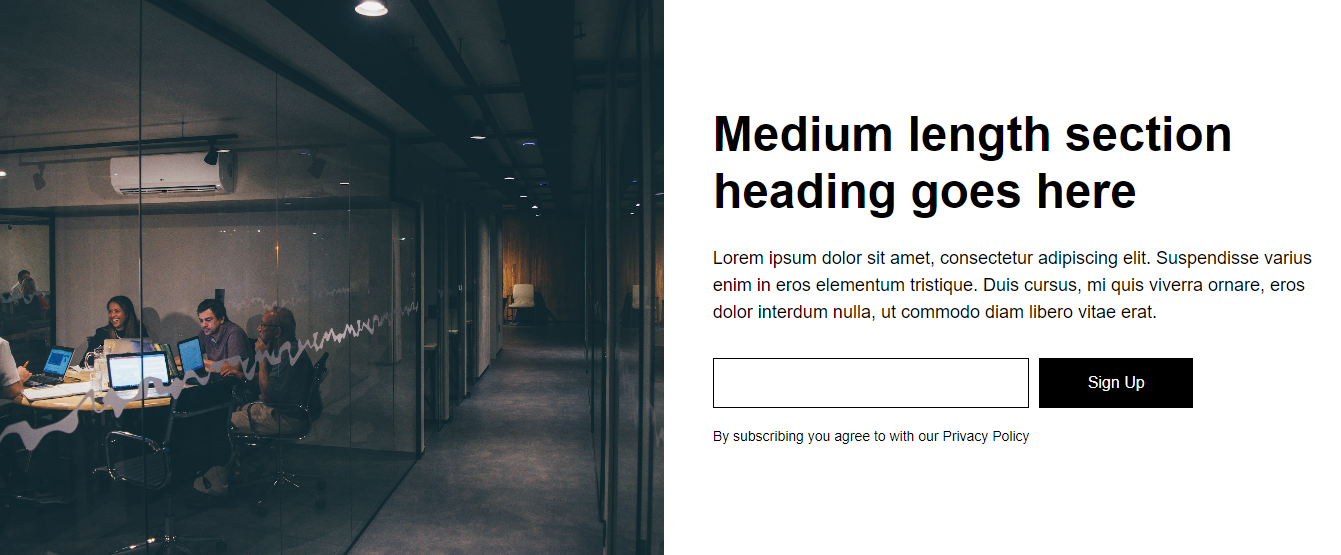 Medium length section
heading goes here
Lorem ipsum dolor sit amet, consectetur adipiscing elit. Suspendisse varius
enim in eros elementum tristique. Duis cursus, mi quis viverra ornare, eros
dolor interdum nulla, ut commodo diam libero vitae erat.
Sign Up
By subscribing you agree to with our Privacy Policy